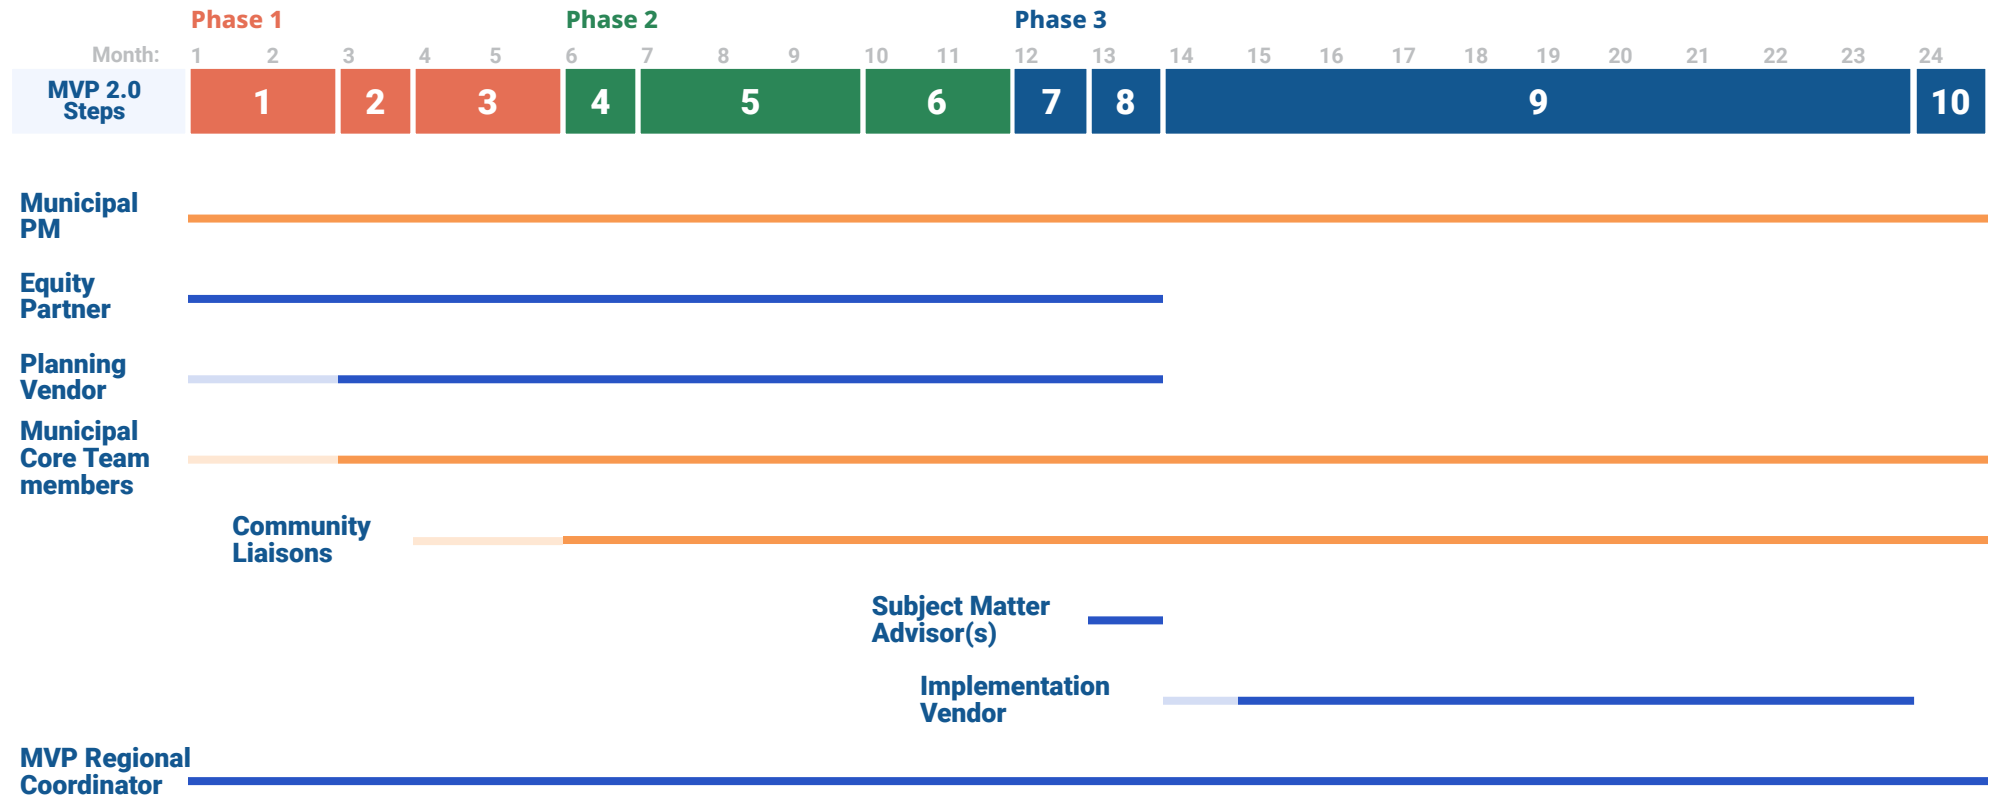 Phase 1 Phase 2 Phase 3
Month: 1 2 3 4 5 6 7 8 9 10 11 12 13 14 15 16 17 18 19 20 21 22 23 24
MVP 2.0
Steps
1 2 3 4 5 6 7 8 9 10
Municipal
PM
Equity
Partner
Planning
Vendor
Municipal
Core Team
members
Community
Liaisons
Subject Matter
Advisor(s)
Implementation
Vendor
MVP Regional
Coordinator